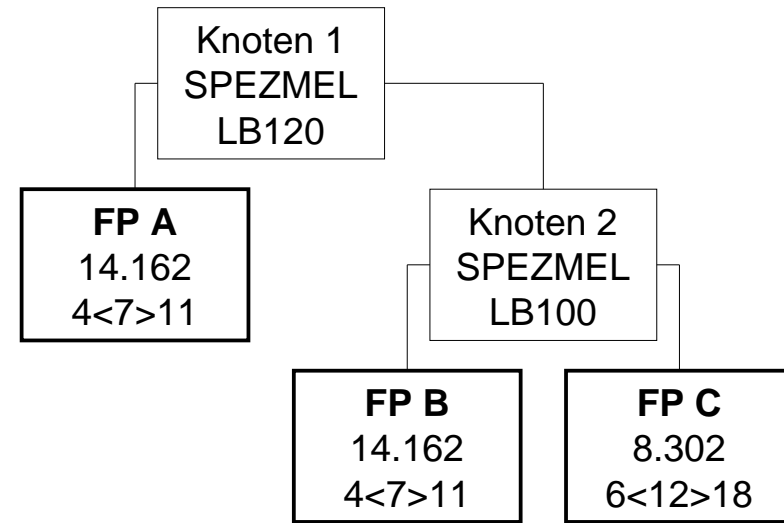 Knoten 1
SPEZMEL
LB120
FP A
14.162
4<7>11
Knoten 2
SPEZMEL
LB100
FP B
14.162
4<7>11
FP C
8.302
6<12>18